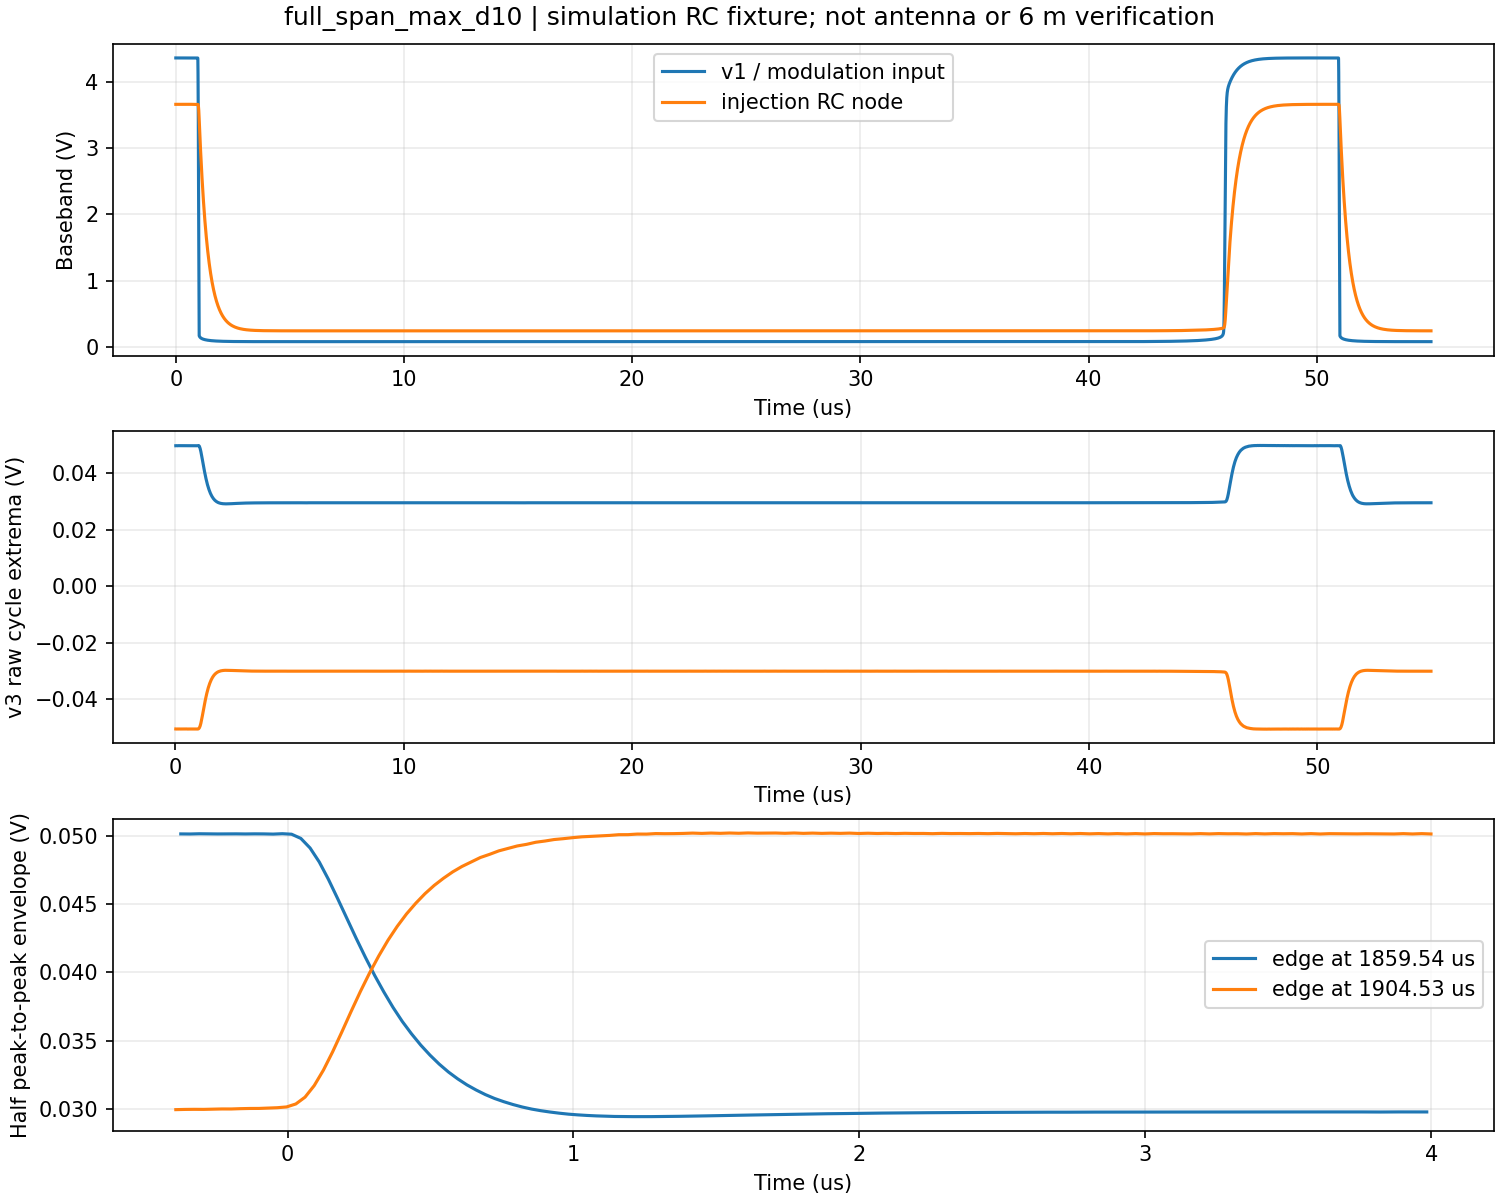 full_span_max_d10 | simulation RC fixture; not antenna or 6 m verification
Baseband (V)
4
3
2
1
0
v1 / modulation input
injection RC node
0 10 20 30 40 50
Time (us)
v3 raw cycle extrema (V)
0.04
0.02
0.00
−0.02
−0.04
0 10 20 30 40 50
Time (us)
Half peak-to-peak envelope (V)
0.050
0.045
0.040
0.035
0.030
edge at 1859.54 us
edge at 1904.53 us
0 1 2 3 4
Time (us)